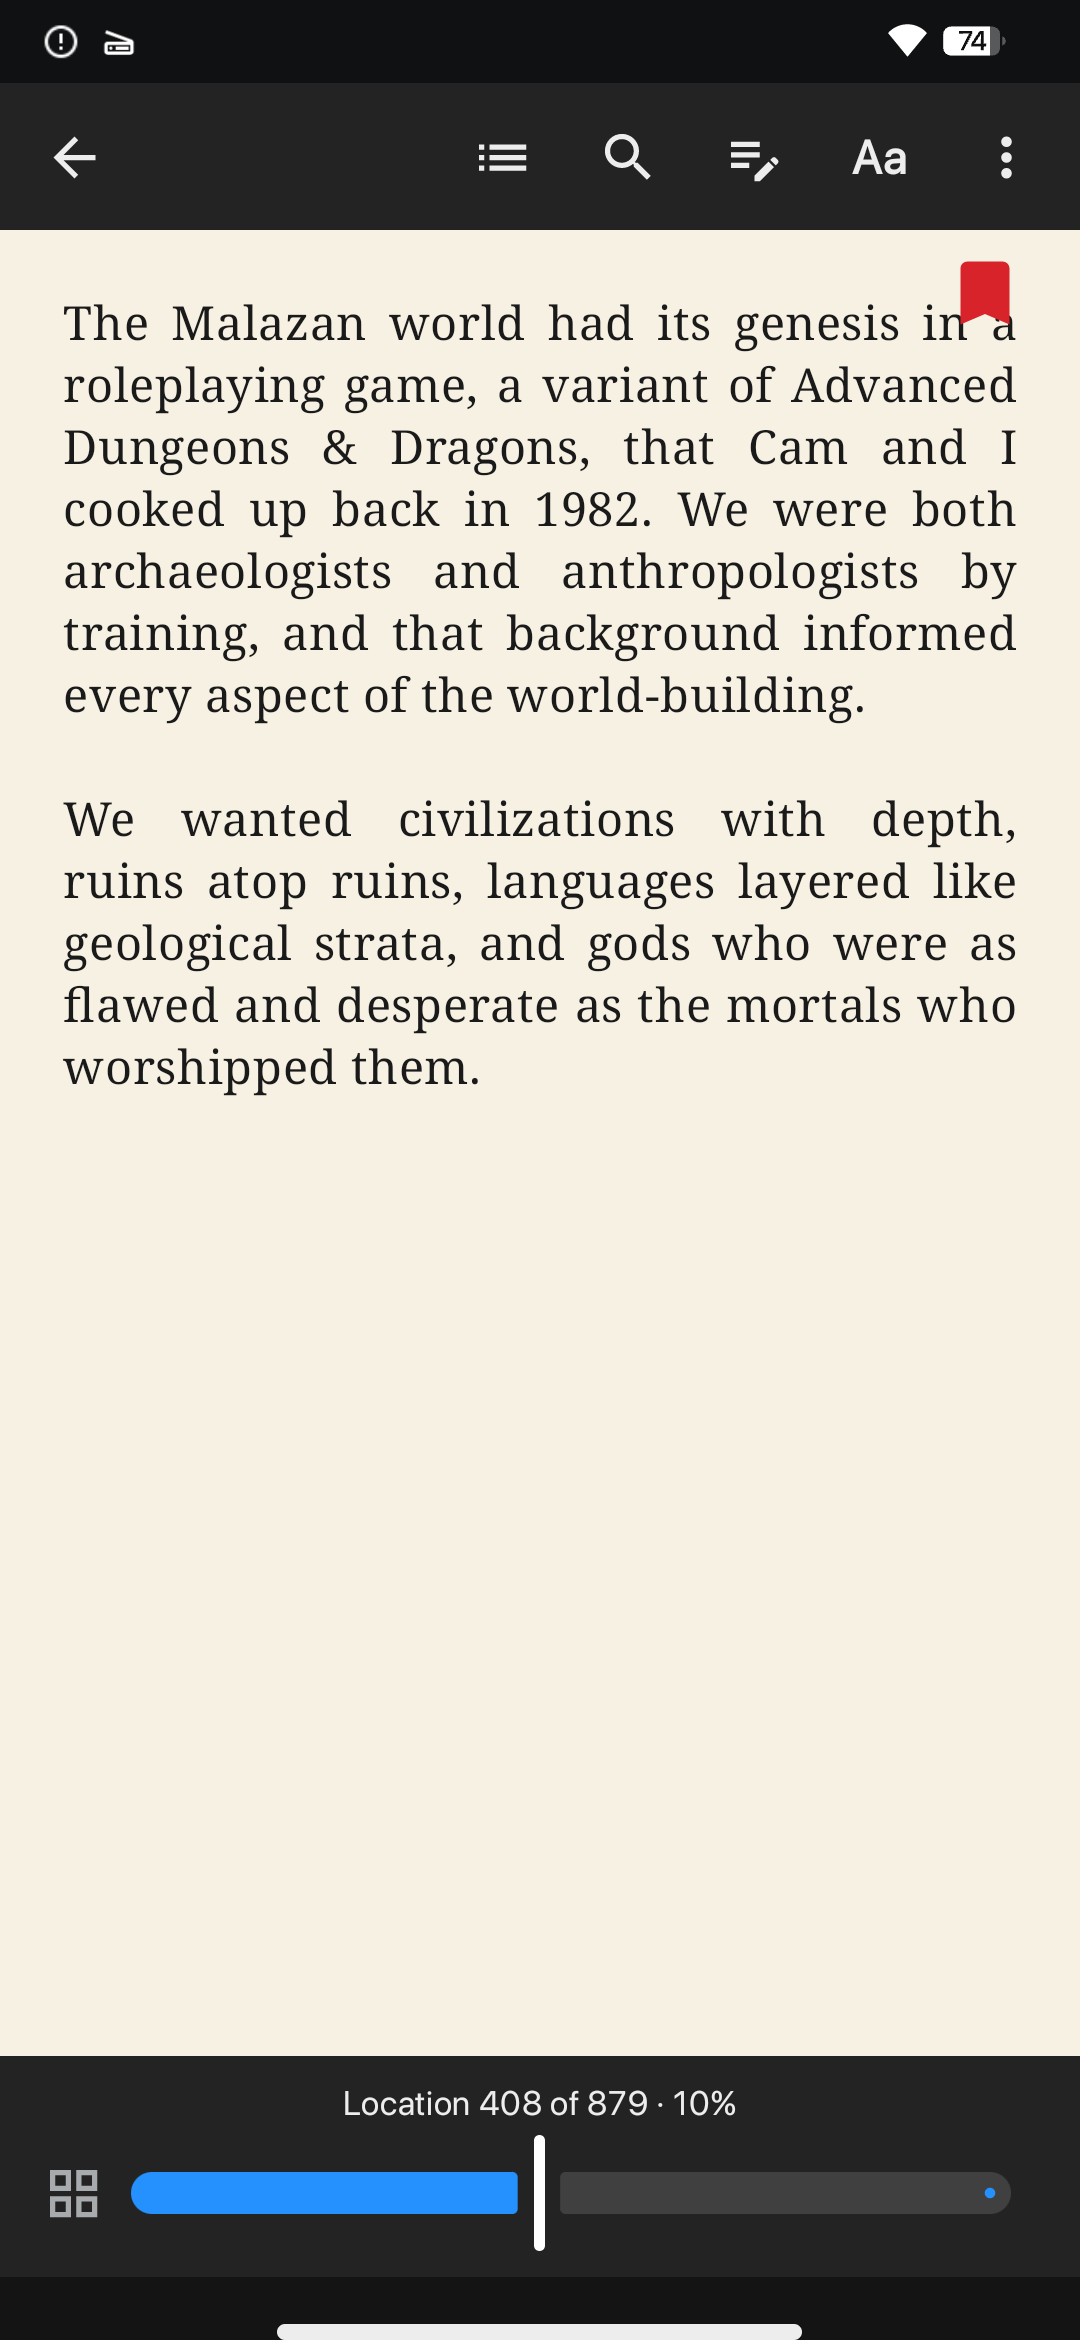 74
Aa
The Malazan world had its genesis in a
roleplaying game, a variant of Advanced
Dungeons & Dragons, that Cam and I
cooked up back in 1982. We were both
archaeologists and anthropologists by
training, and that background informed
every aspect of the world-building.
We wanted civilizations with depth,
ruins atop ruins, languages layered like
geological strata, and gods who were as
flawed and desperate as the mortals who
worshipped them.
Location 408 of 879 · 10%